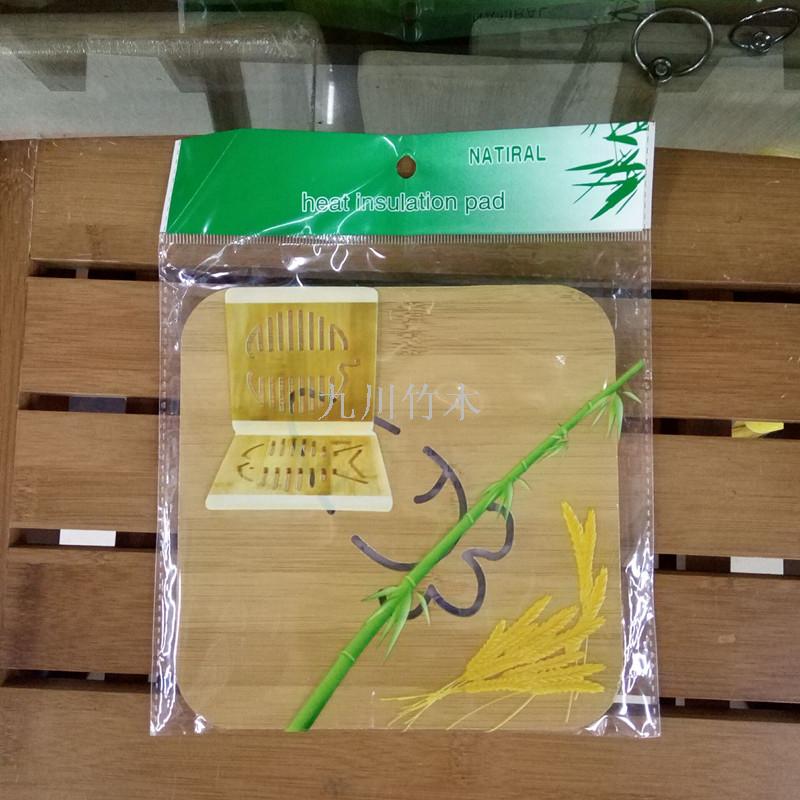 NATIRAL
heat insulation pad
九川竹木